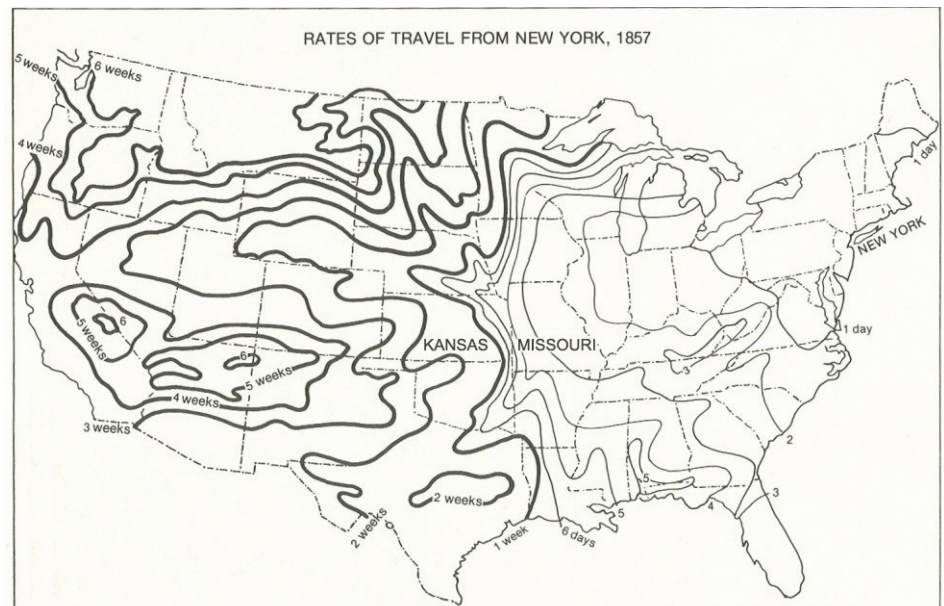 RATES OF TRAVEL FROM NEW YORK, 1857
5 weeks
6 weeks
4 weeks
1 day
NEW YORK
1 day
6
5 weeks
KANSAS
MISSOURI
6
5 weeks
4 weeks
3
3 weeks
2
2 weeks
5
3
4
5
2 weeks
1 week
6 days